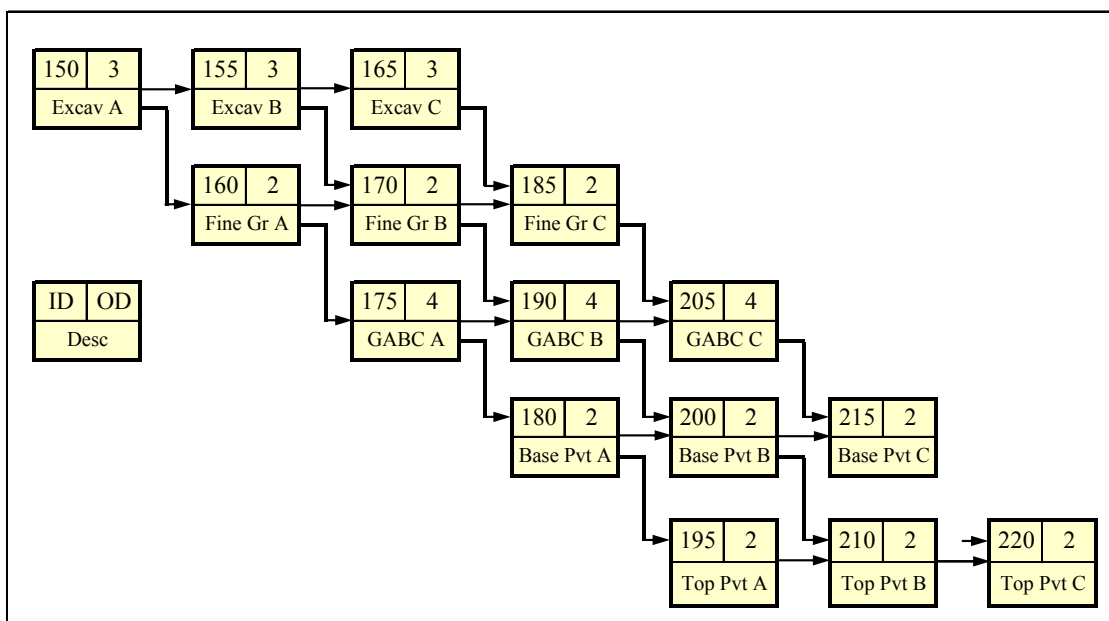 150 3 155 3 165 3
Excav A Excav B Excav C
160 2 170 2 185 2
Fine Gr A Fine Gr B Fine Gr C
ID OD 175 4 190 4 205 4
Desc GABC A GABC B GABC C
180 2 200 2 215 2
Base Pvt A Base Pvt B Base Pvt C
195 2 210 2 220 2
Top Pvt A Top Pvt B Top Pvt C